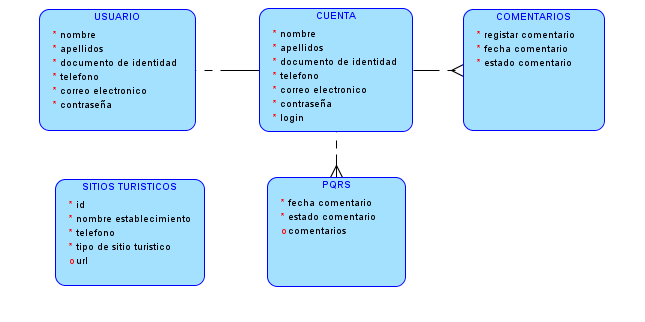 USUARIO
* nombre
* apellidos
* documento de identidad
* telefono
* correo electronico
* contraseña
CUENTA
* nombre
* apellidos
* documento de identidad
* telefono
* correo electronico
* contraseña
* login
COMENTARIOS
* registar comentario
* fecha comentario
* estado comentario
SITIOS TURISTICOS
* id
* nombre establecimiento
* telefono
* tipo de sitio turistico
o url
PQRS
* fecha comentario
* estado comentario
o comentarios